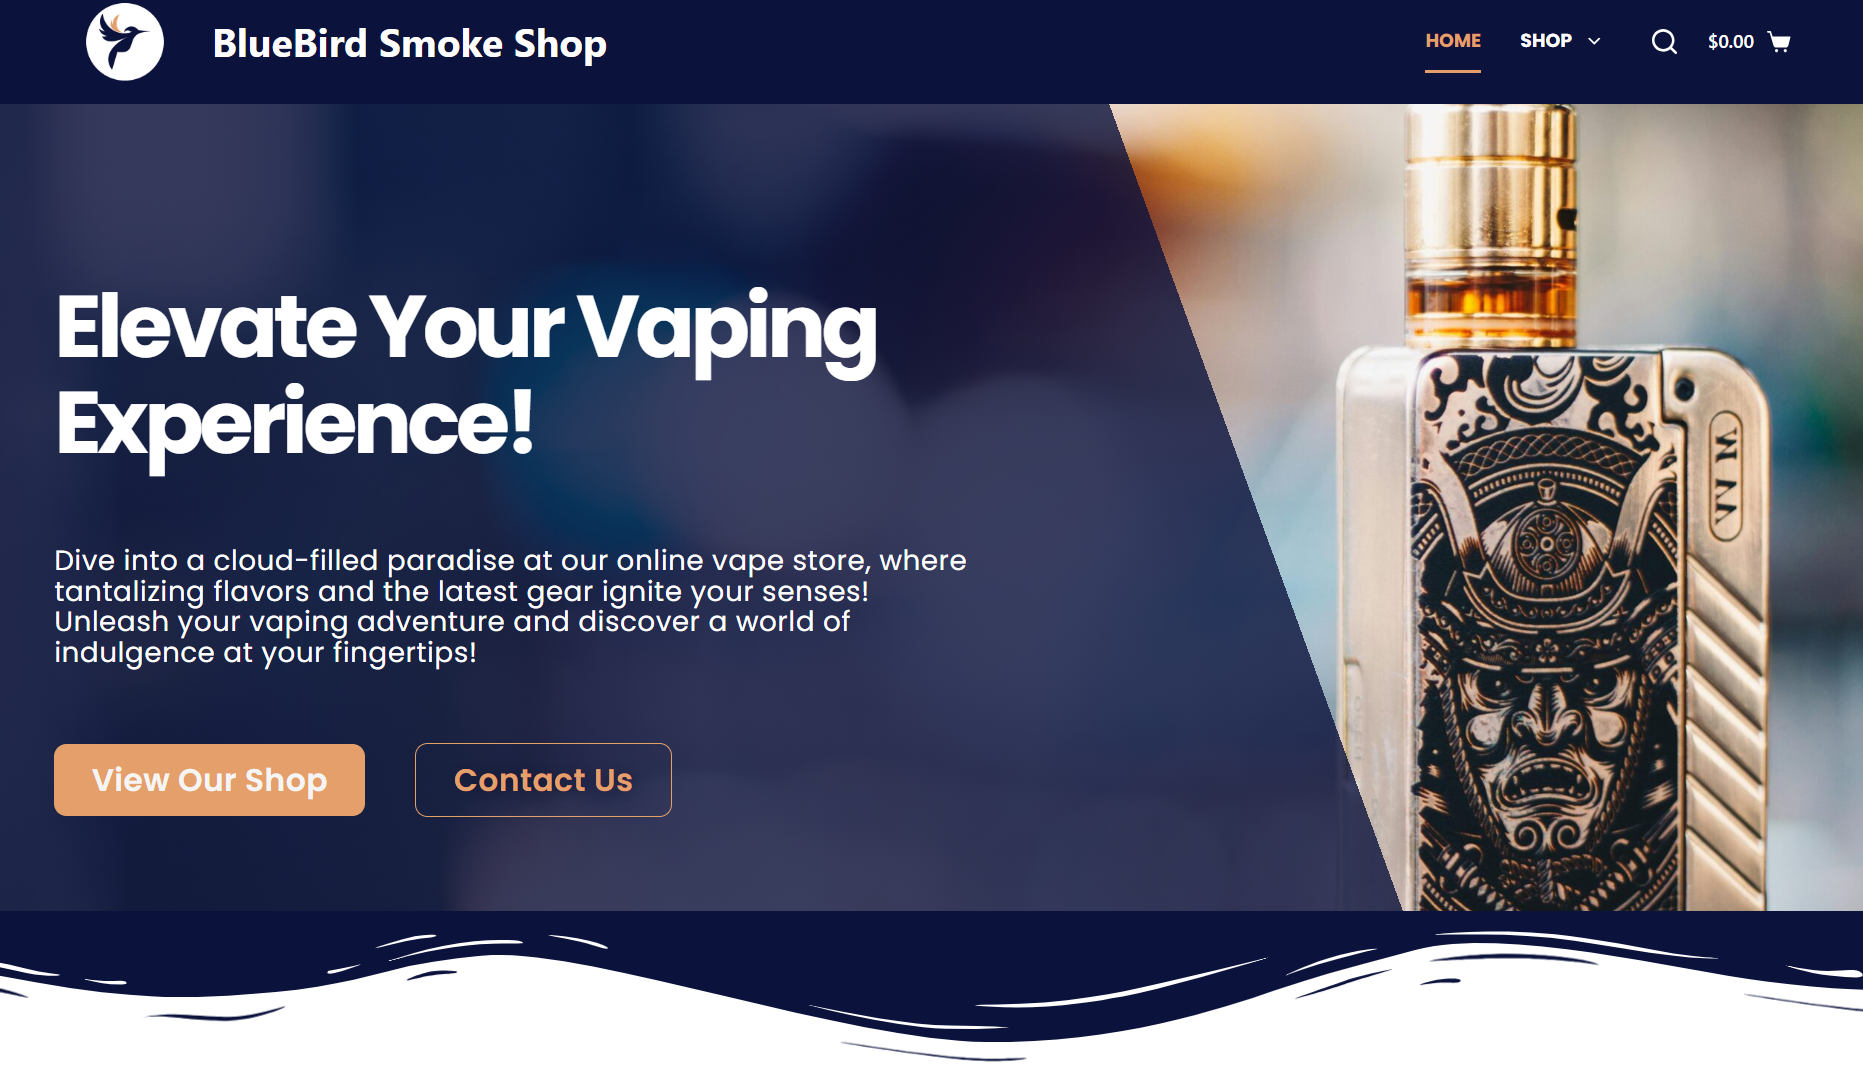 BlueBird Smoke Shop
HOME
SHOP
$0.00
Elevate Your Vaping
Experience!
Dive into a cloud-filled paradise at our online vape store, where
tantalizing flavors and the latest gear ignite your senses!
Unleash your vaping adventure and discover a world of
indulgence at your fingertips!
View Our Shop
Contact Us